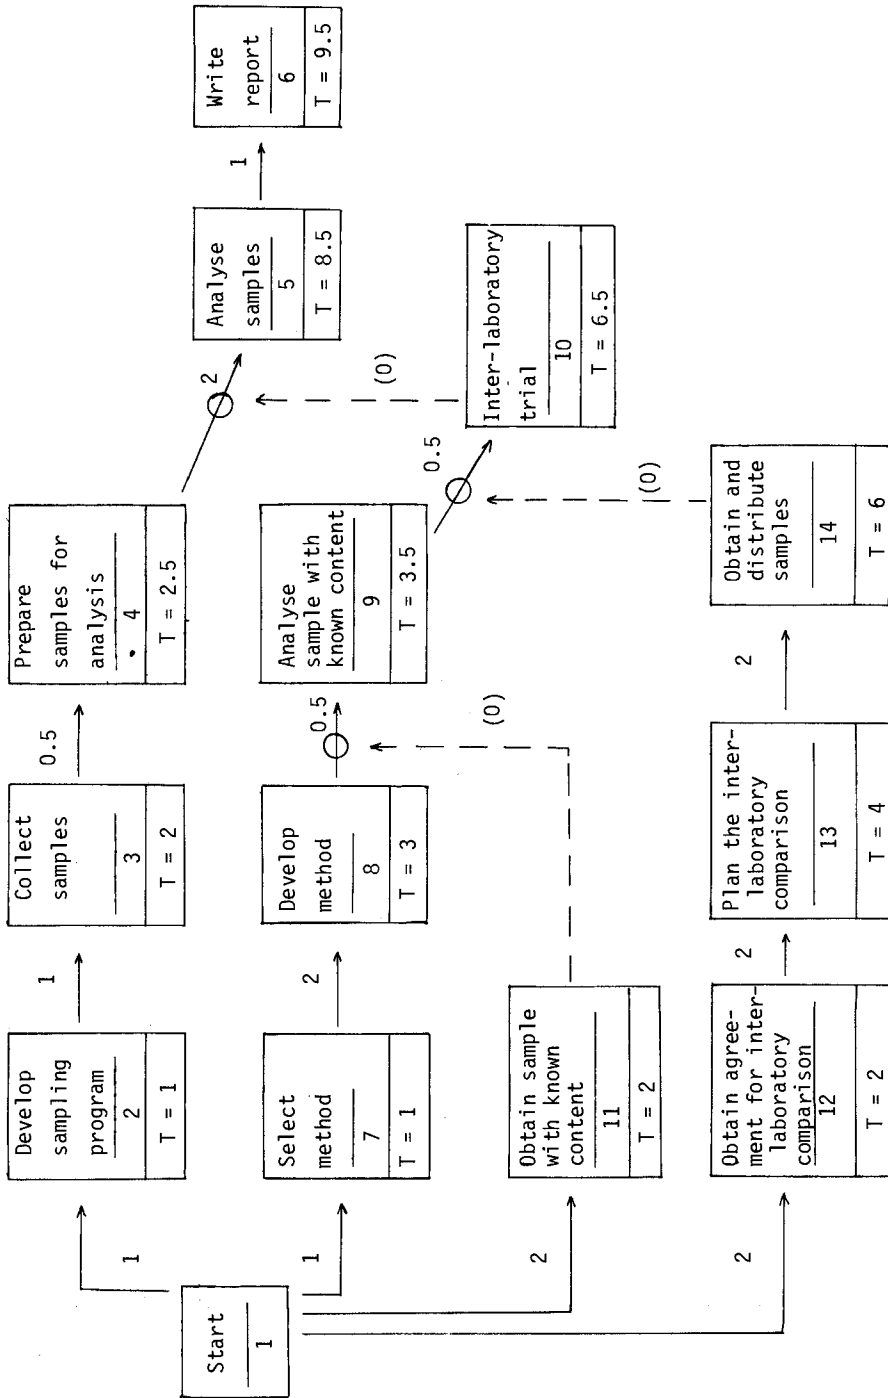 Start
1
1
Develop
sampling
program
2
T = 1
1
Collect
samples
3
T = 2
0.5
Prepare
samples for
analysis
4
T = 2.5
2
Analyse
samples
5
T = 8.5
1
Write
report
6
T = 9.5
1
Select
method
7
T = 1
2
Develop
method
8
T = 3
0.5
(0)
Analyse
sample with
known content
9
T = 3.5
0.5
(0)
Inter-laboratory
trial
10
T = 6.5
(0)
2
Obtain sample
with known
content
11
T = 2
2
Obtain agree-
ment for inter-
laboratory
comparison
12
T = 2
2
Plan the inter-
laboratory
comparison
13
T = 4
2
Obtain and
distribute
samples
14
T = 6